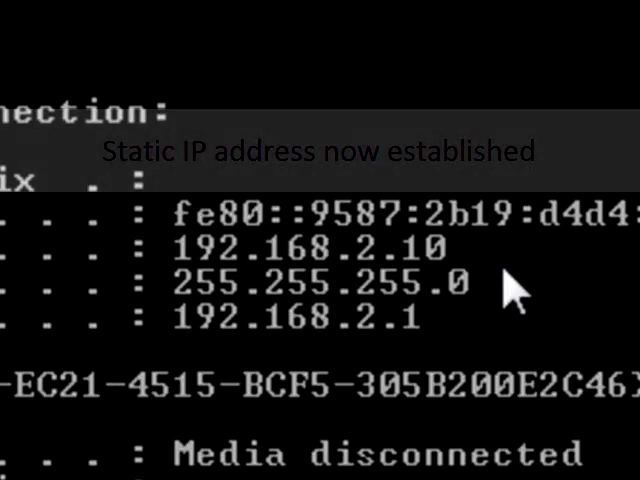 nection:
Static IP address now established
ix . :
. . . : fe80::9587:2b19:d4d4:
. . . : 192.168.2.10
. . . : 255.255.255.0
. . . : 192.168.2.1
-EC21-4515-BCF5-305B200E2C46}
. . . : Media disconnected